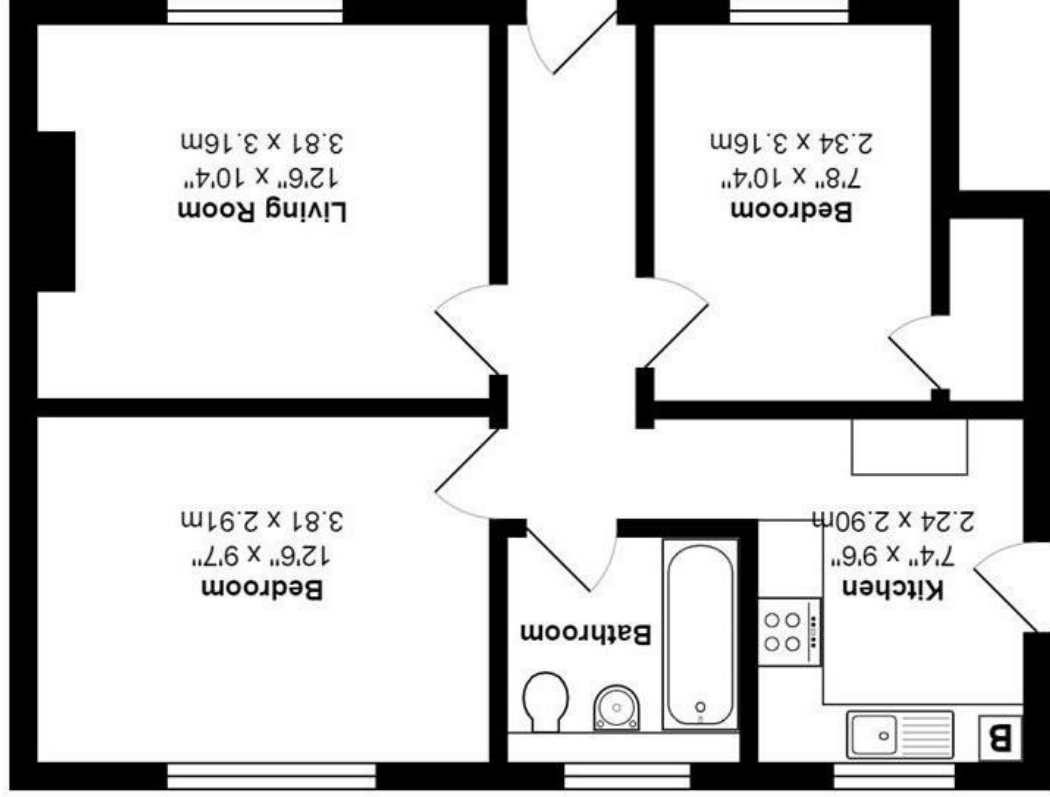 B
Kitchen
7'4" x 9'6"
2.24 x 2.90m
Bathroom
Bedroom
12'6" x 9'7"
3.81 x 2.91m
Bedroom
7'8" x 10'4"
2.34 x 3.16m
Living Room
12'6" x 10'4"
3.81 x 3.16m